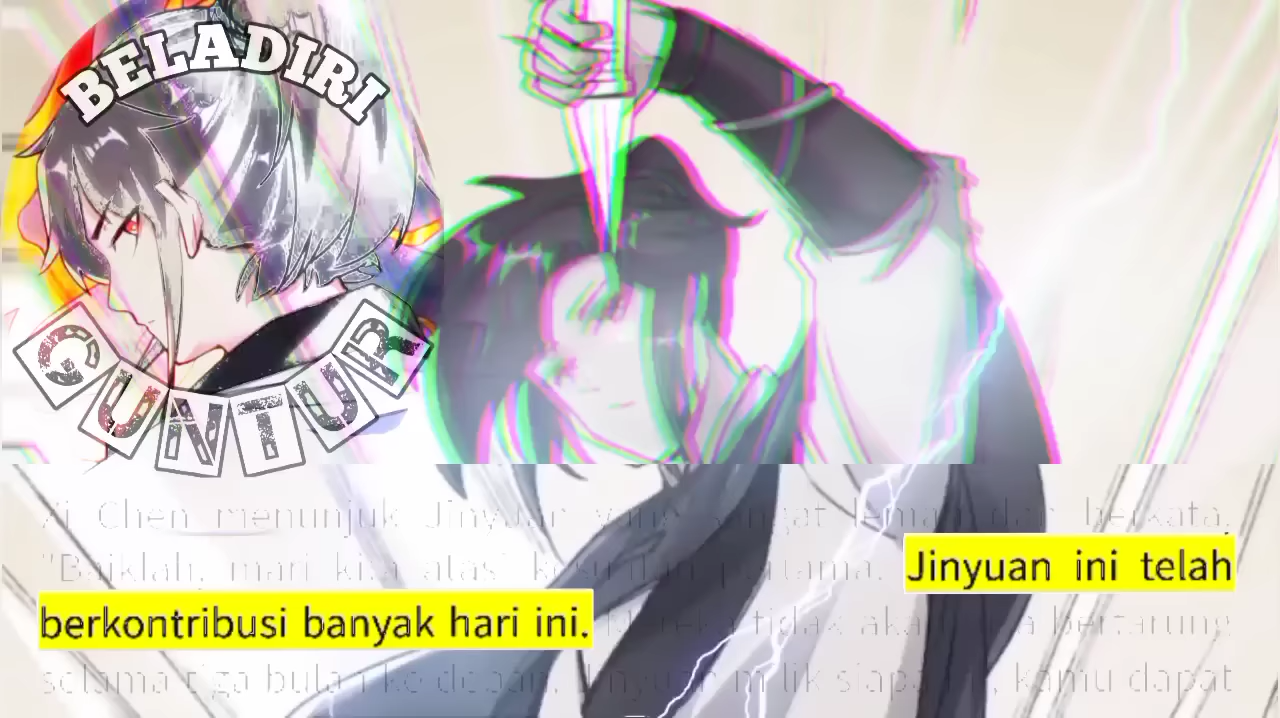 BELADIRI
GUNTUR
Xi Chen menunjuk Jinyuan yang sangat lemah dan berkata,
"Baiklah, mari kita atasi kesulitan pertama. Jinyuan ini telah
berkontribusi banyak hari ini. Mereka tidak akan bisa bertarung
selama tiga bulan ke depan. Jinyuan milik siapa ini, kamu dapat